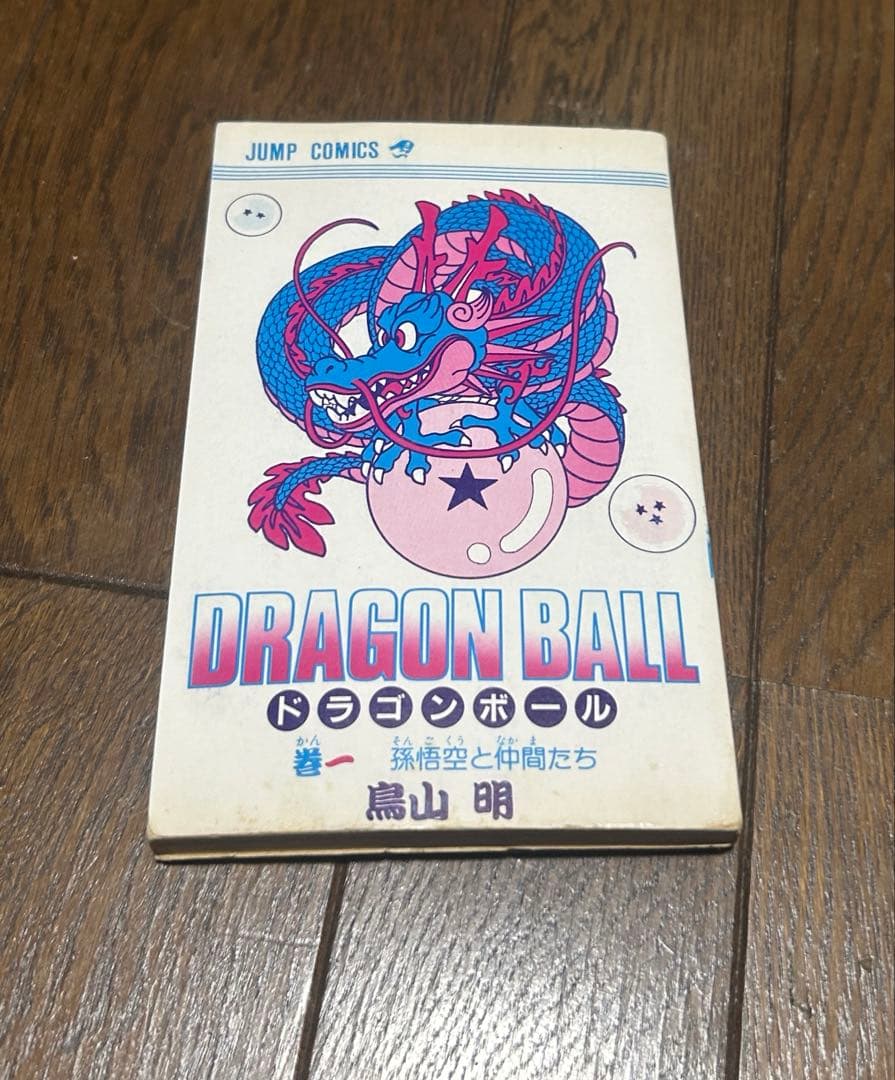 JUMP COMICS
DRAGON BALL
ドラゴンボール
かん そんごくう なかま
巻一 孫悟空と仲間たち
鳥山 明